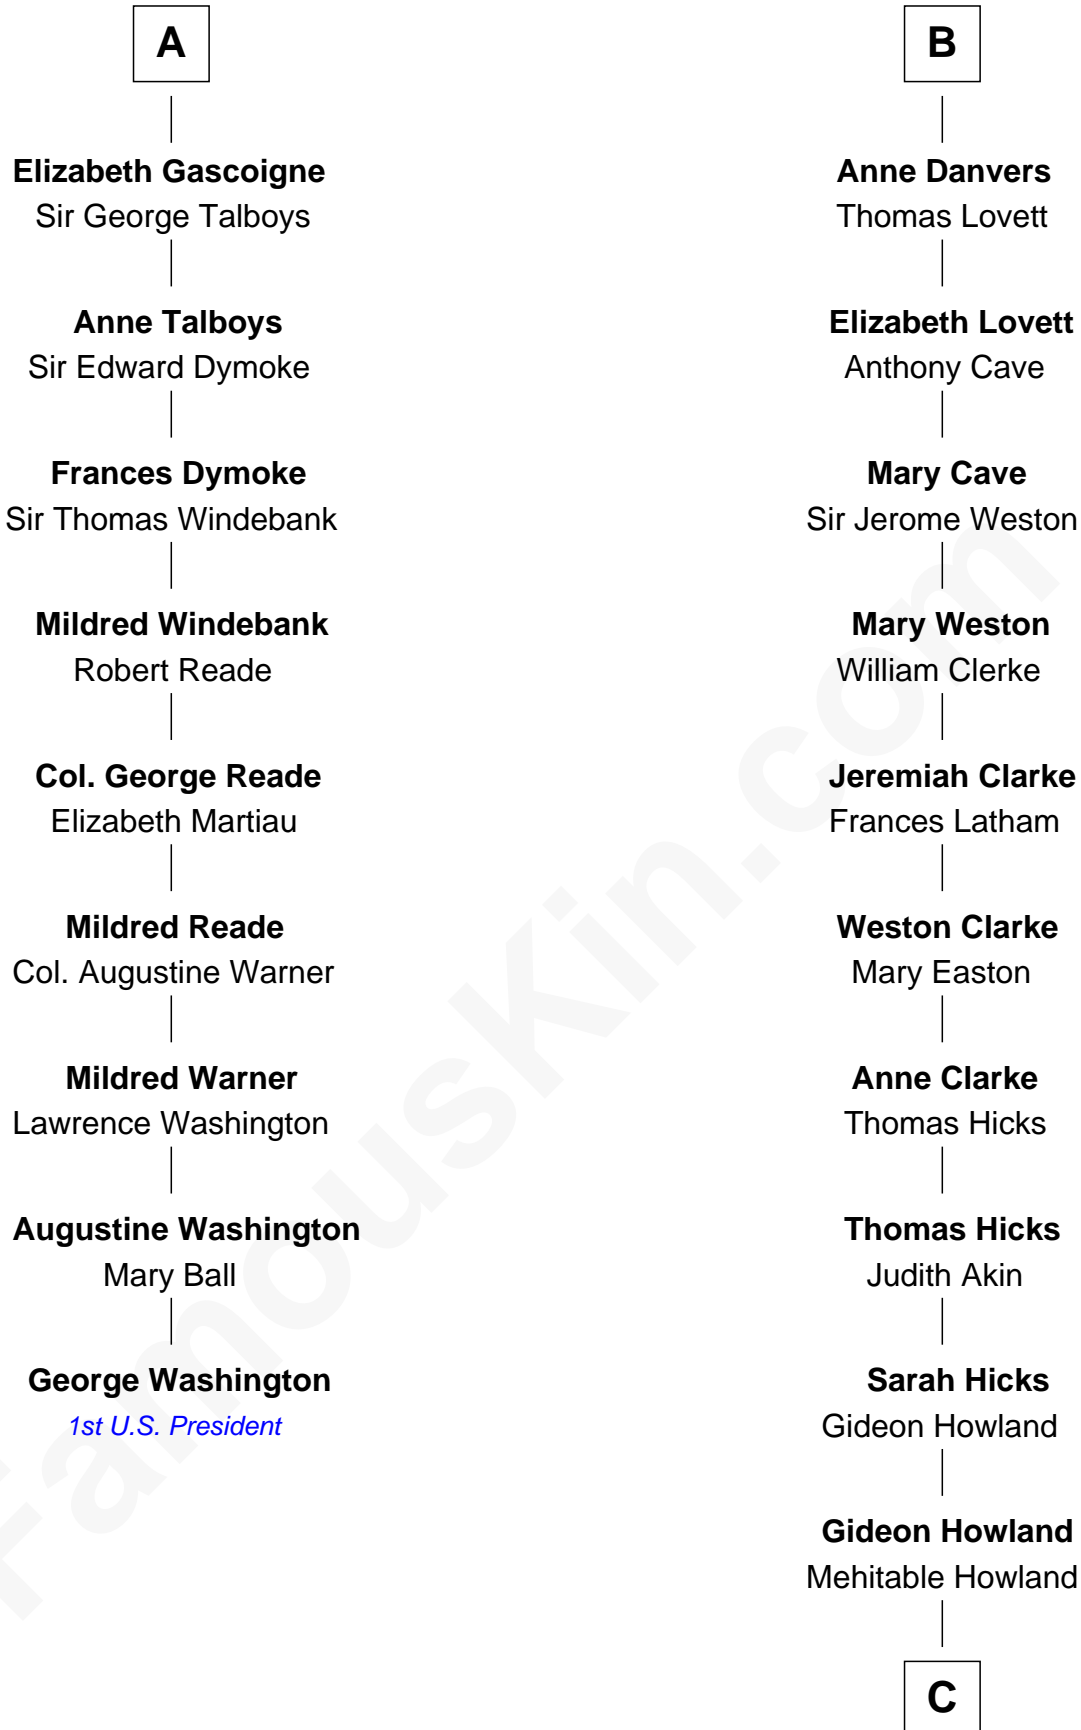 A
Elizabeth Gascoigne
Sir George Talboys
Anne Talboys
Sir Edward Dymoke
Frances Dymoke
Sir Thomas Windebank
Mildred Windebank
Robert Reade
Col. George Reade
Elizabeth Martiau
Mildred Reade
Col. Augustine Warner
Mildred Warner
Lawrence Washington
Augustine Washington
Mary Ball
George Washington
1st U.S. President
B
Anne Danvers
Thomas Lovett
Elizabeth Lovett
Anthony Cave
Mary Cave
Sir Jerome Weston
Mary Weston
William Clerke
Jeremiah Clarke
Frances Latham
Weston Clarke
Mary Easton
Anne Clarke
Thomas Hicks
Thomas Hicks
Judith Akin
Sarah Hicks
Gideon Howland
Gideon Howland
Mehitable Howland
C
FamousKin.com